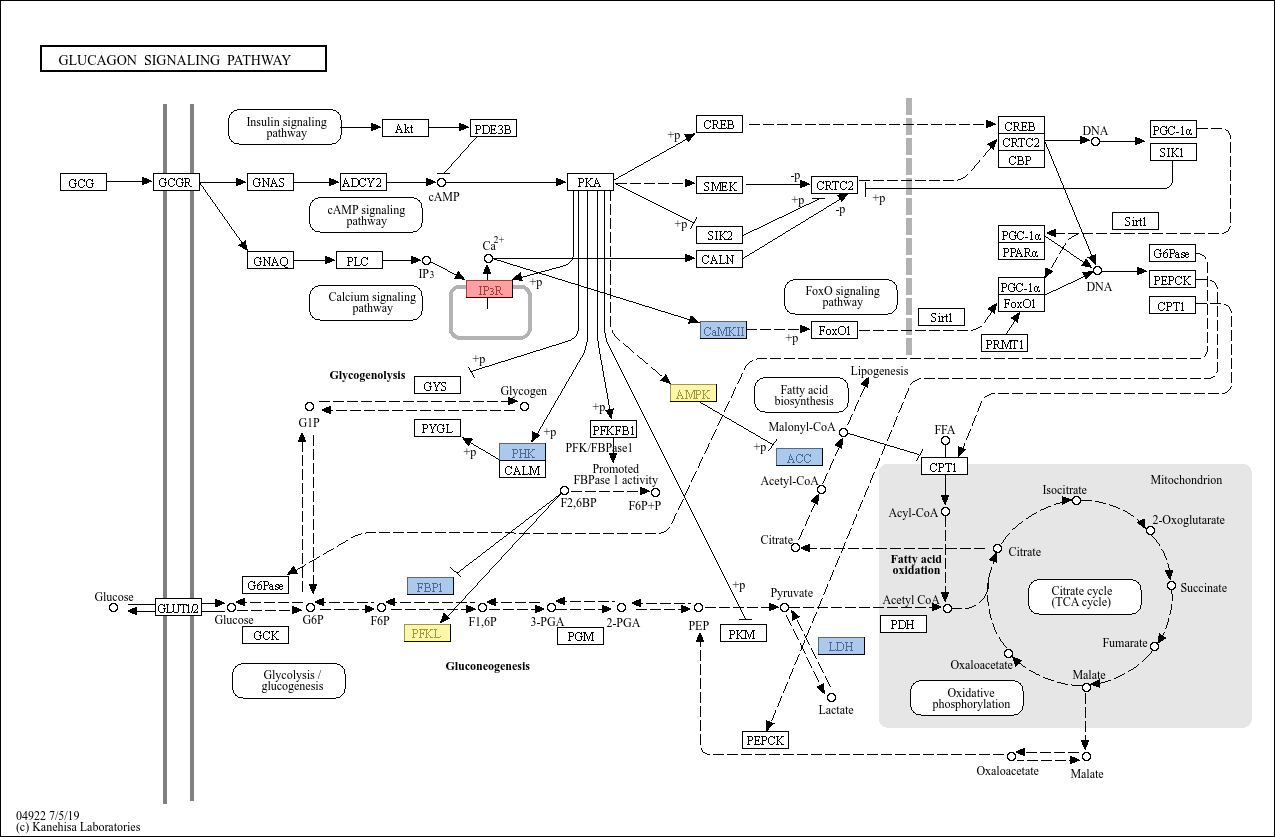 GLUCAGON SIGNALING PATHWAY
Insulin signaling
pathway
Akt
PDE3B
CREB
+p
CREB
CRTC2
CBP
DNA
PGC-1α
SIK1
GCG
GCGR
GNAS
ADCY2
cAMP
PKA
SMEK
-p
+p
CRTC2
-p
+p
cAMP signaling
pathway
+p
SIK2
Sirt1
PGC-1α
PPARα
G6Pase
GNAQ
PLC
IP3
Ca2+
CALN
PEPCK
DNA
Calcium signaling
pathway
IP3R
+p
FoxO signaling
pathway
PGC-1α
FoxO1
CPT1
CaMKII
+p
FoxO1
Sirt1
PRMT1
Glycogenolysis
+p
GYS
Glycogen
AMPK
Fatty acid
biosynthesis
Lipogenesis
G1P
PYGL
+p
PHK
CALM
+p
+p
PFKFB1
PFK/FBPase1
Promoted
FBPase 1 activity
F2,6BP
F6P+P
+p
ACC
Malonyl-CoA
Acetyl-CoA
Citrate
FFA
CPT1
Acyl-CoA
Fatty acid
oxidation
Mitochondrion
Isocitrate
2-Oxoglutarate
Citrate
Succinate
Citrate cycle
(TCA cycle)
Fumarate
Malate
Oxaloacetate
Oxidative
phosphorylation
G6Pase
FBP1
Glucose
GLUT1/2
Glucose
G6P
F6P
F1,6P
3-PGA
2-PGA
PEP
+p
Pyruvate
Acetyl CoA
GCK
PFKL
PGM
PKM
PDH
LDH
Glycolysis /
glucogenesis
Gluconeogenesis
Lactate
PEPCK
Oxaloacetate
Malate
04922 7/5/19
(c) Kanehisa Laboratories